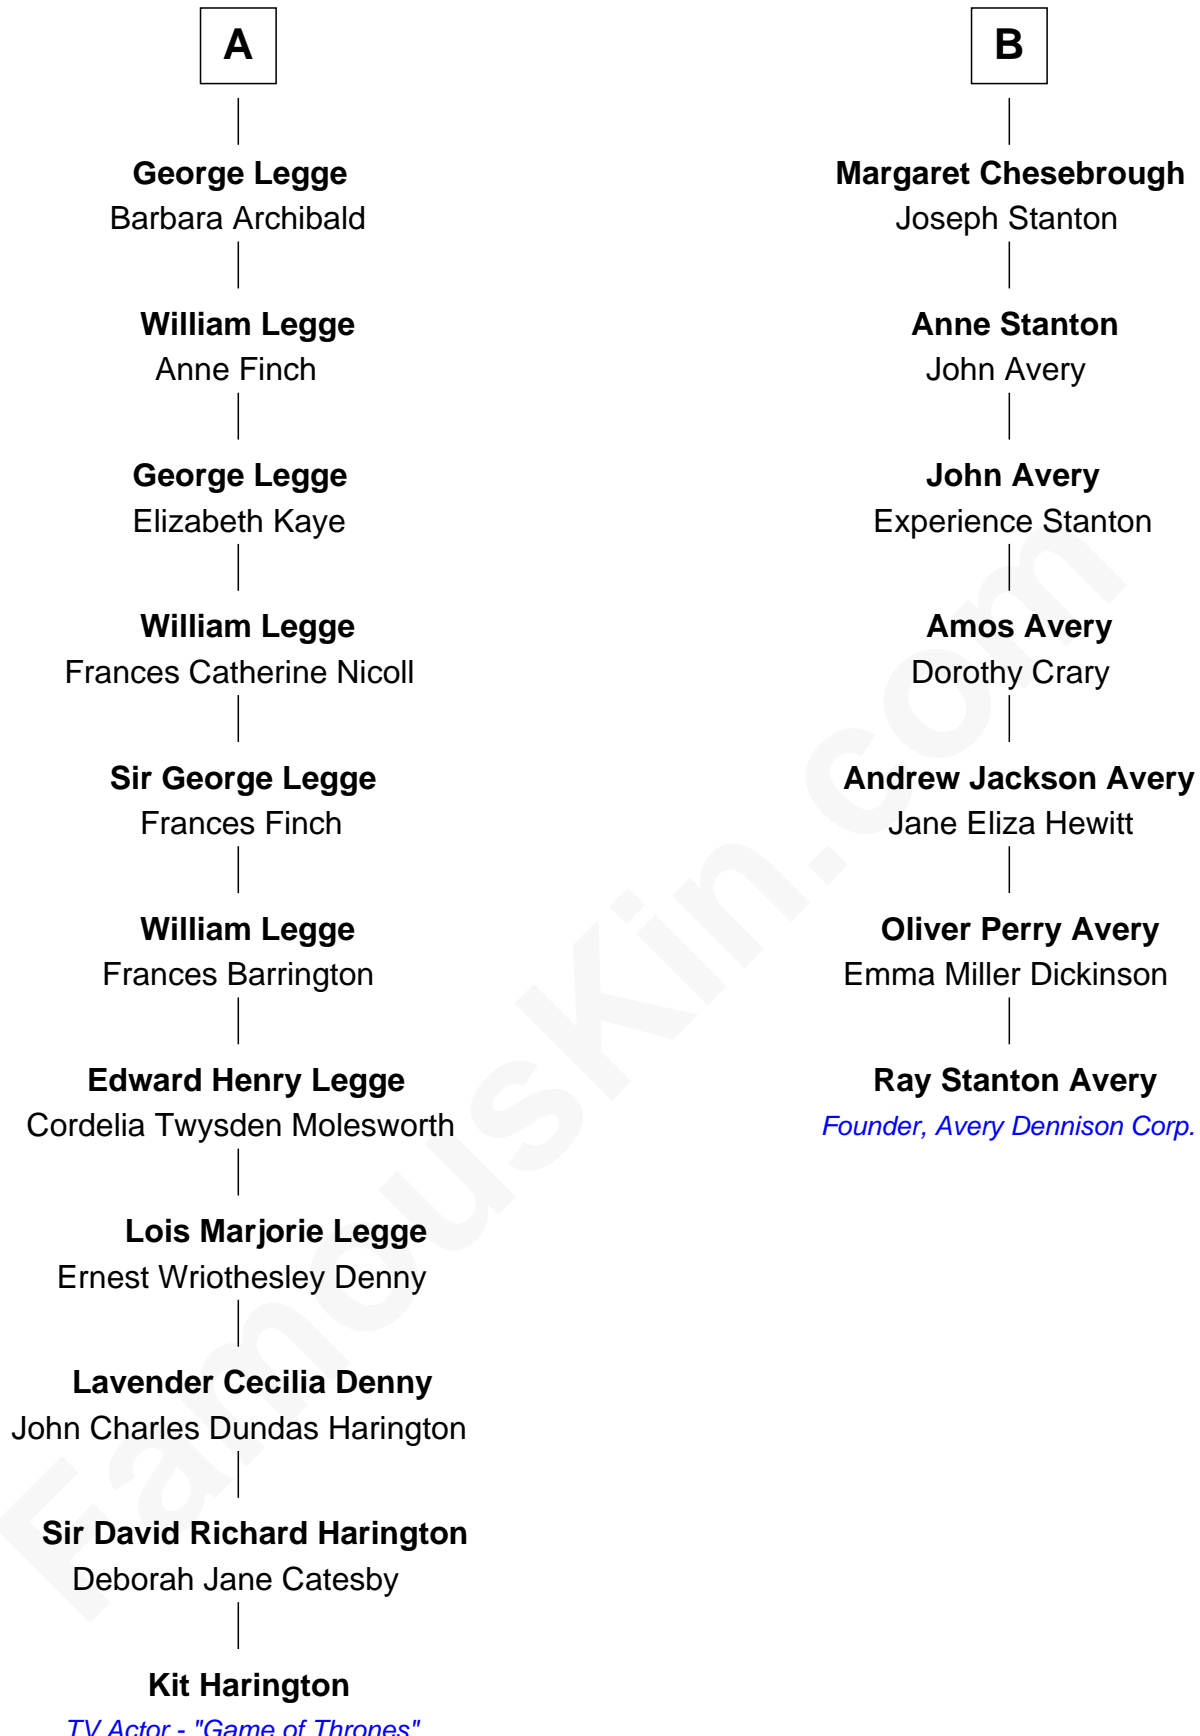 A
George Legge
Barbara Archibald
William Legge
Anne Finch
George Legge
Elizabeth Kaye
William Legge
Frances Catherine Nicoll
Sir George Legge
Frances Finch
William Legge
Frances Barrington
Edward Henry Legge
Cordelia Twysden Molesworth
Lois Marjorie Legge
Ernest Wriothesley Denny
Lavender Cecilia Denny
John Charles Dundas Harington
Sir David Richard Harington
Deborah Jane Catesby
Kit Harington
TV Actor - "Game of Thrones"
B
Margaret Chesebrough
Joseph Stanton
Anne Stanton
John Avery
John Avery
Experience Stanton
Amos Avery
Dorothy Crary
Andrew Jackson Avery
Jane Eliza Hewitt
Oliver Perry Avery
Emma Miller Dickinson
Ray Stanton Avery
Founder, Avery Dennison Corp.
FamousKin.com